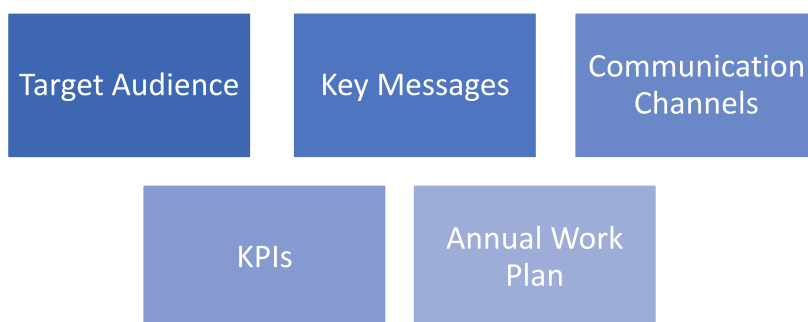 Target Audience
Key Messages
Communication
Channels
KPIs
Annual Work
Plan